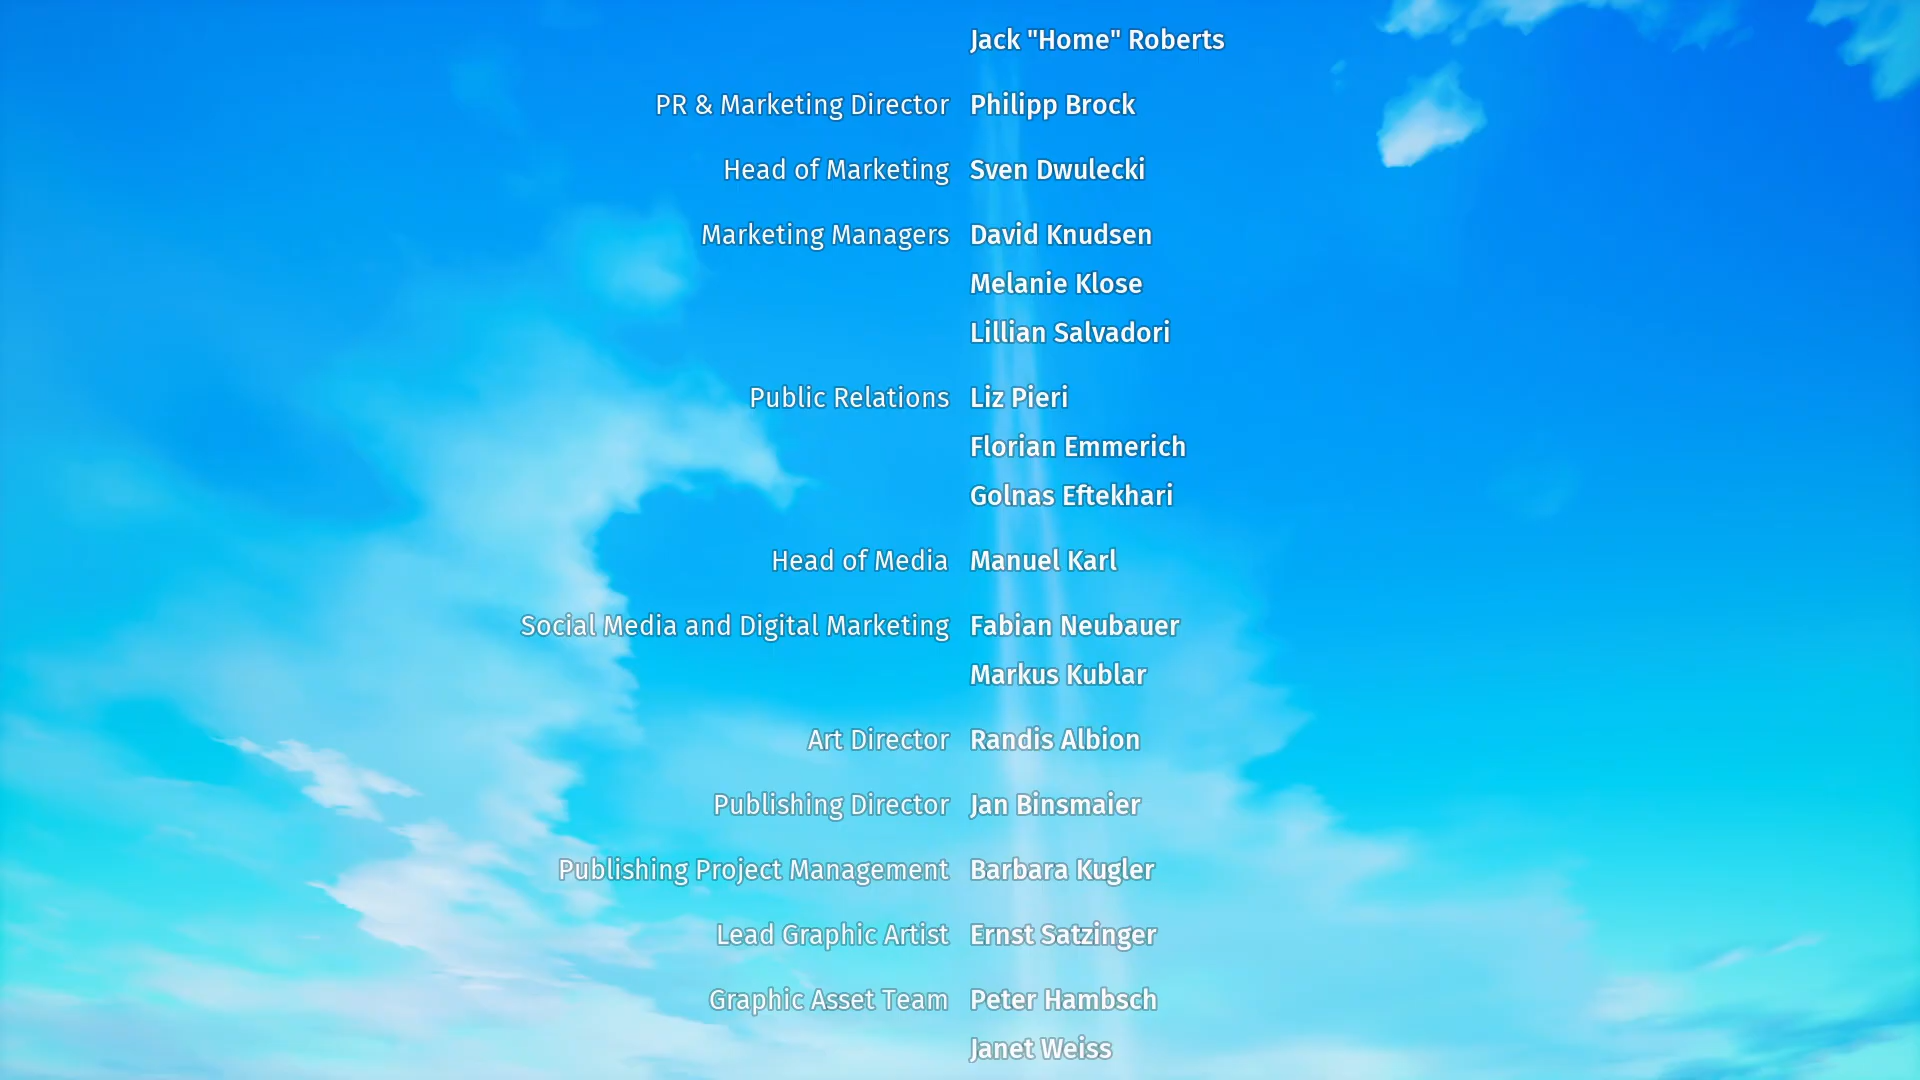 Jack "Home" Roberts
PR & Marketing Director Philipp Brock
Head of Marketing Sven Dwulecki
Marketing Managers David Knudsen
Melanie Klose
Lillian Salvadori
Public Relations Liz Pieri
Florian Emmerich
Golnas Eftekhari
Head of Media Manuel Karl
Social Media and Digital Marketing Fabian Neubauer
Markus Kublar
Art Director Randis Albion
Publishing Director Jan Binsmaier
Publishing Project Management Barbara Kugler
Lead Graphic Artist Ernst Satzinger
Graphic Asset Team Peter Hambsch
Janet Weiss